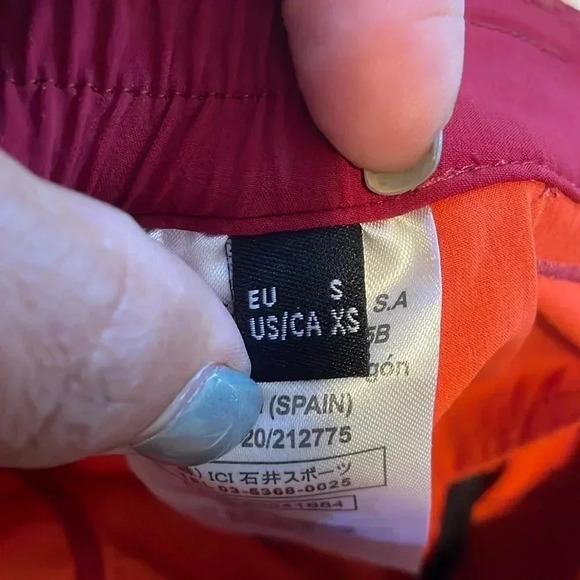 EU S
US/CA XS
S.A
5B
gón
(SPAIN)
20/212775
ICI 石井スポーツ
03-5368-0025